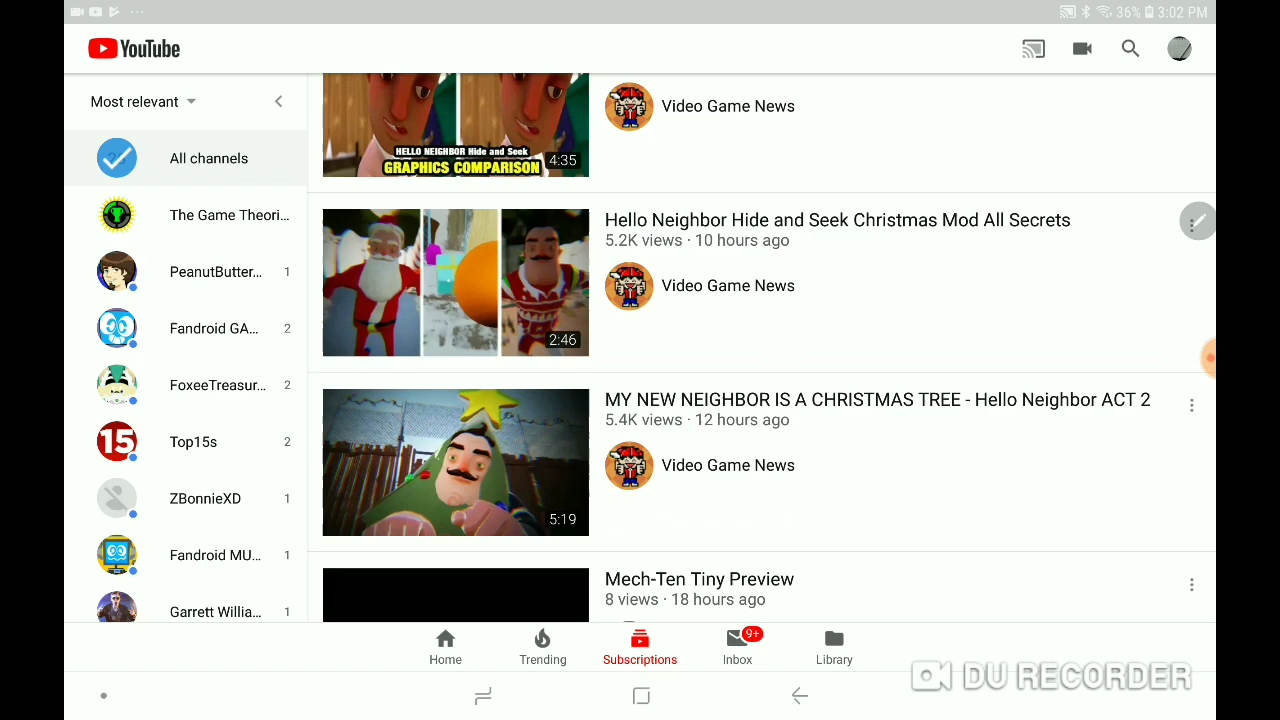 36% 3:02 PM
YouTube
Most relevant
All channels
The Game Theori...
PeanutButter... 1
Fandroid GA... 2
FoxeeTreasur... 2
15
Top15s 2
ZBonnieXD 1
Fandroid MU... 1
Garrett Willia... 1
HELLO NEIGHBOR Hide and Seek
GRAPHICS COMPARISON
4:35
Video Game News
Hello Neighbor Hide and Seek Christmas Mod All Secrets
5.2K views · 10 hours ago
Video Game News
2:46
MY NEW NEIGHBOR IS A CHRISTMAS TREE - Hello Neighbor ACT 2
5.4K views · 12 hours ago
Video Game News
5:19
Mech-Ten Tiny Preview
8 views · 18 hours ago
Home
Trending
Subscriptions
9+
Inbox
Library
DU RECORDER